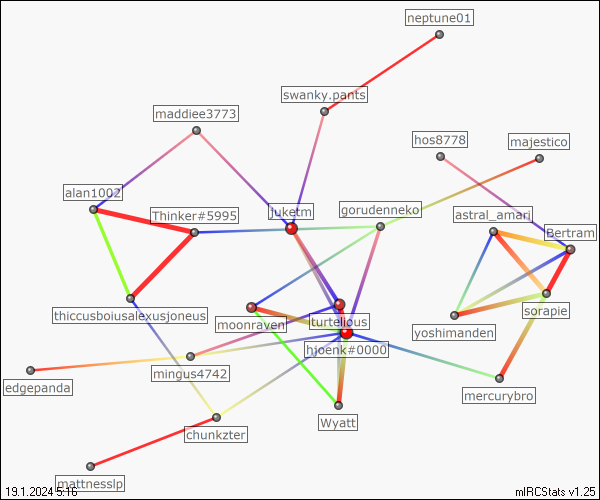 neptune01
swanky.pants
maddiee3773
hos8778
majestico
alan1002
Thinker#5995
juketm
gorudenneko
astral_amari
Bertram
thiccusboiusalexusjoneus
moonraven
turtelious
yoshimanden
sorapie
hjoenk#0000
mingus4742
edgepanda
mercurybro
Wyatt
chunkzter
mattnesslp
19.1.2024 5:16
mIRCStats v1.25